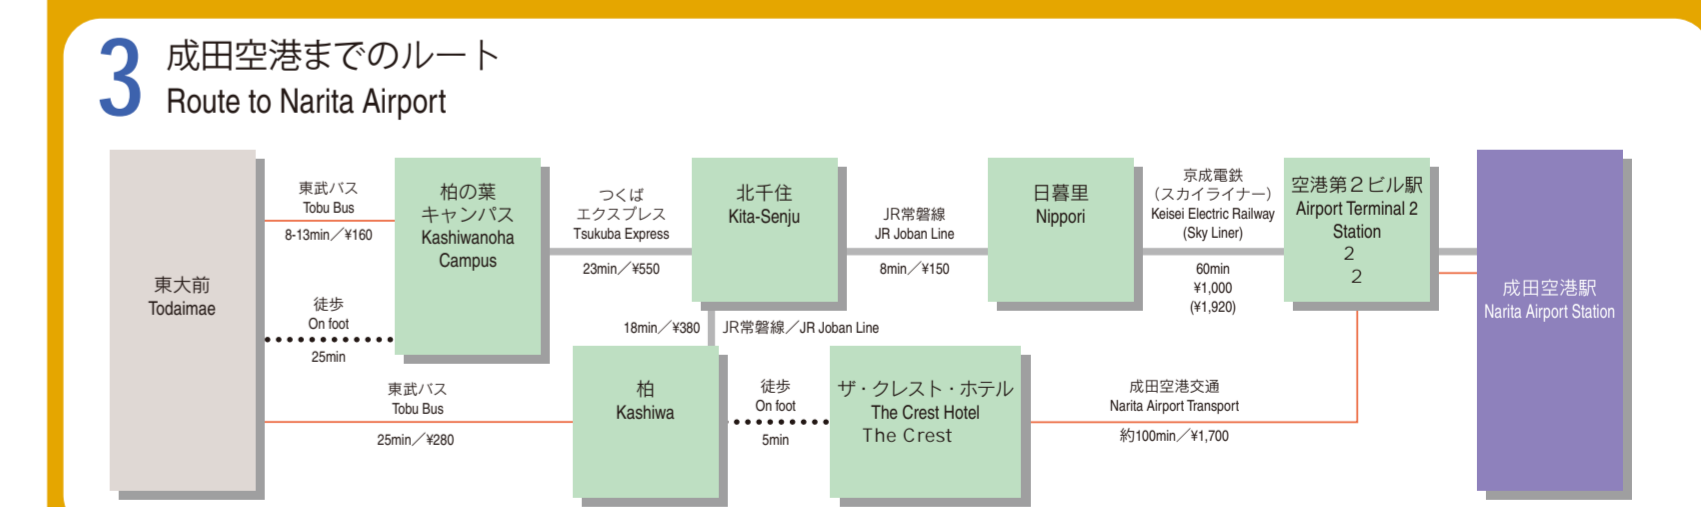 3
成田空港までのルート
Route to Narita Airport
東大前
Todaimae
東武バス
Tobu Bus
8-13min／¥160
徒歩
On foot
25min
東武バス
Tobu Bus
25min／¥280
柏の葉
キャンパス
Kashiwanoha
Campus
つくば
エクスプレス
Tsukuba Express
23min／¥550
北千住
Kita-Senju
18min／¥380
JR常磐線／JR Joban Line
柏
Kashiwa
徒歩
On foot
5min
JR常磐線
JR Joban Line
8min／¥150
日暮里
Nippori
京成電鉄
（スカイライナー）
Keisei Electric Railway
(Sky Liner)
60min
¥1,000
(¥1,920)
ザ・クレスト・ホテル
The Crest Hotel
The Crest
成田空港交通
Narita Airport Transport
約100min／¥1,700
空港第２ビル駅
Airport Terminal 2
Station
2
2
成田空港駅
Narita Airport Station